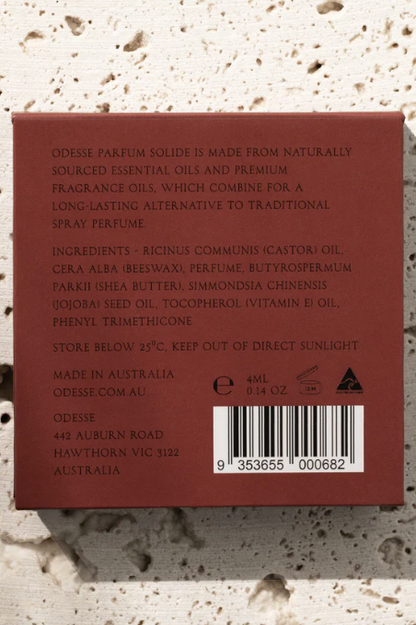 ODESSE PARFUM SOLIDE IS MADE FROM NATURALLY
SOURCED ESSENTIAL OILS AND PREMIUM
FRAGRANCE OILS, WHICH COMBINE FOR A
LONG-LASTING ALTERNATIVE TO TRADITIONAL
SPRAY PERFUME.
INGREDIENTS - RICINUS COMMUNIS (CASTOR) OIL,
CERA ALBA (BEESWAX), PERFUME, BUTYROSPERMUM
PARKII (SHEA BUTTER), SIMMONDSIA CHINENSIS
(JOJOBA) SEED OIL, TOCOPHEROL (VITAMIN E) OIL,
PHENYL TRIMETHICONE
STORE BELOW 25°C, KEEP OUT OF DIRECT SUNLIGHT
MADE IN AUSTRALIA
ODESSE.COM.AU
℮ 4ML
0.14 OZ
ODESSE
442 AUBURN ROAD
HAWTHORN VIC 3122
AUSTRALIA
9 353655 000682